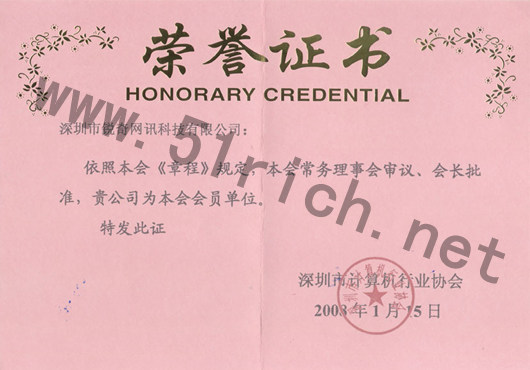 荣誉证书
HONORARY CREDENTIAL
深圳市锐奇网讯科技有限公司：
依照本会《章程》规定，本会常务理事会审议、会长批
准，贵公司为本会会员单位。
特发此证
深圳市计算机行业协会
2008年1月15日
www.51rich.net